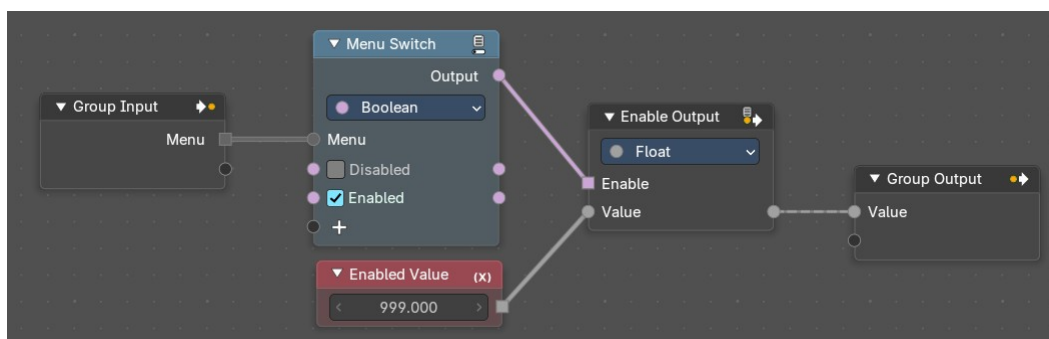 Group Input
Menu
Menu Switch
Output
Boolean
Menu
Disabled
Enabled
+
Enabled Value (x)
999.000
Enable Output
Float
Enable
Value
Group Output
Value